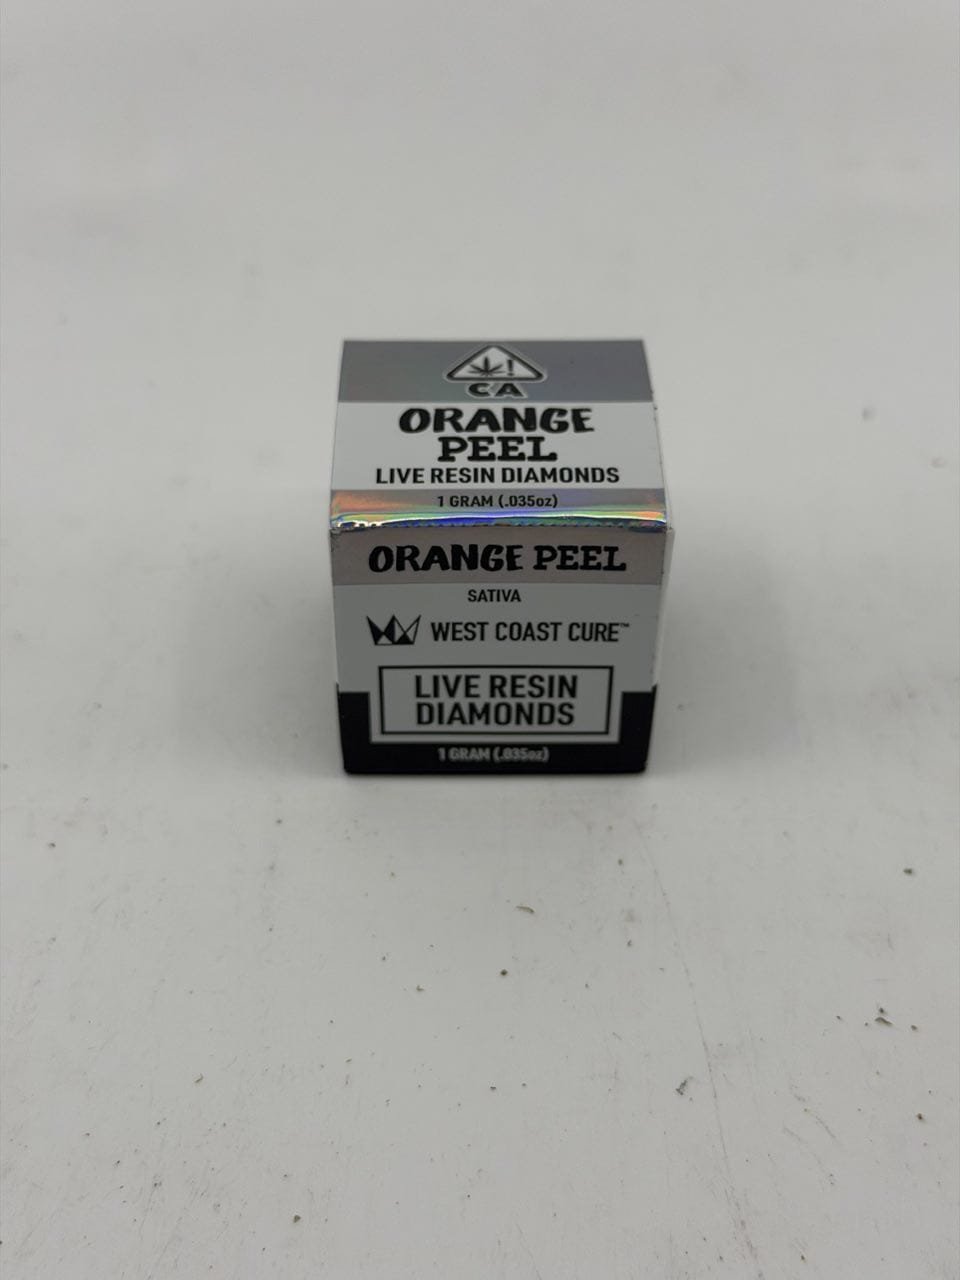 CA
ORANGE
PEEL
LIVE RESIN DIAMONDS
1 GRAM (.035oz)
ORANGE PEEL
SATIVA
WEST COAST CURE™
LIVE RESIN
DIAMONDS
1 GRAM (.035oz)